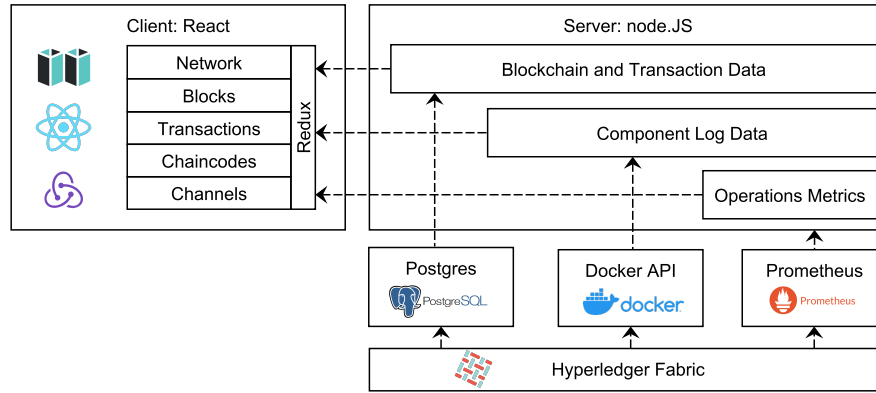 Client: React
Network
Blocks
Transactions
Chaincodes
Channels
Redux
Server: node.JS
Blockchain and Transaction Data
Component Log Data
Operations Metrics
Postgres
PostgreSQL
Docker API
docker
Prometheus
Prometheus
Hyperledger Fabric